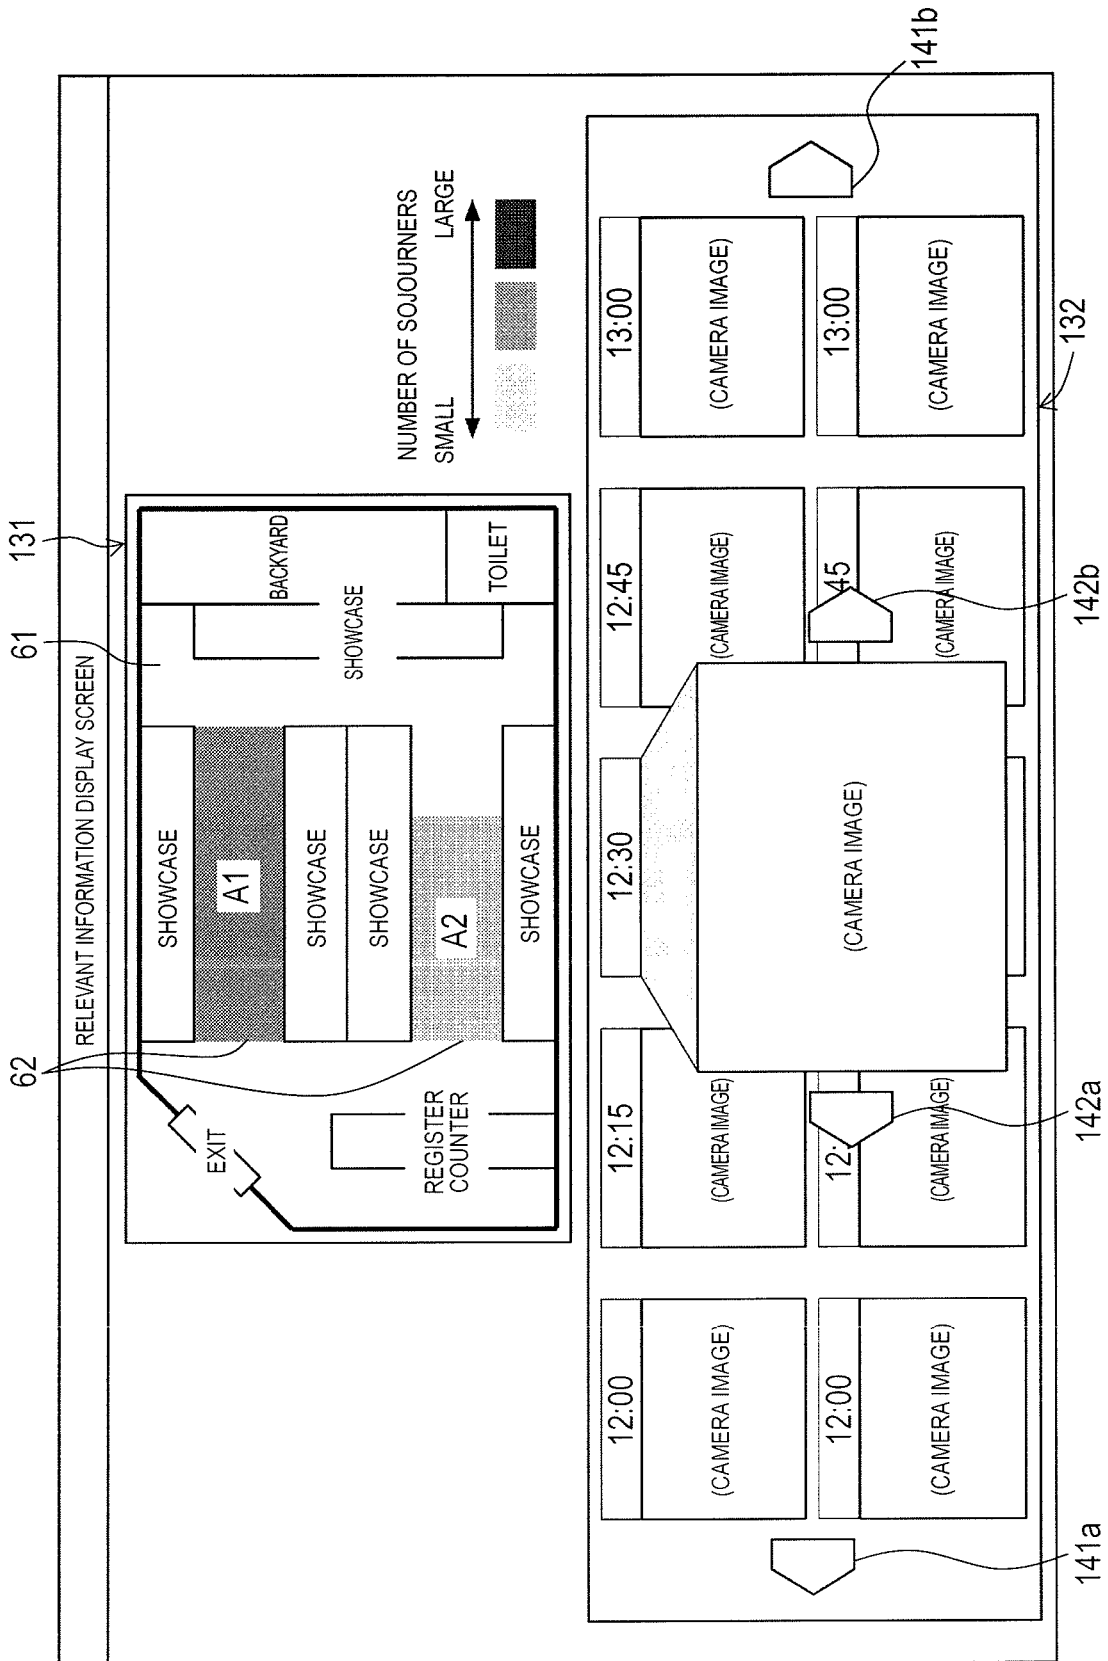 62
61
131
RELEVANT INFORMATION DISPLAY SCREEN
SHOWCASE
EXIT
A1
BACKYARD
SHOWCASE
SHOWCASE
SHOWCASE
REGISTER
COUNTER
A2
TOILET
SHOWCASE
NUMBER OF SOJOURNERS
SMALL LARGE
12:00 12:15 12:30 12:45 13:00
(CAMERA IMAGE) (CAMERA IMAGE) (CAMERA IMAGE) (CAMERA IMAGE)
(CAMERA IMAGE)
12:00 12: 45 13:00
(CAMERA IMAGE) (CAMERA IMAGE) (CAMERA IMAGE) (CAMERA IMAGE)
141a 142a 142b 132 141b